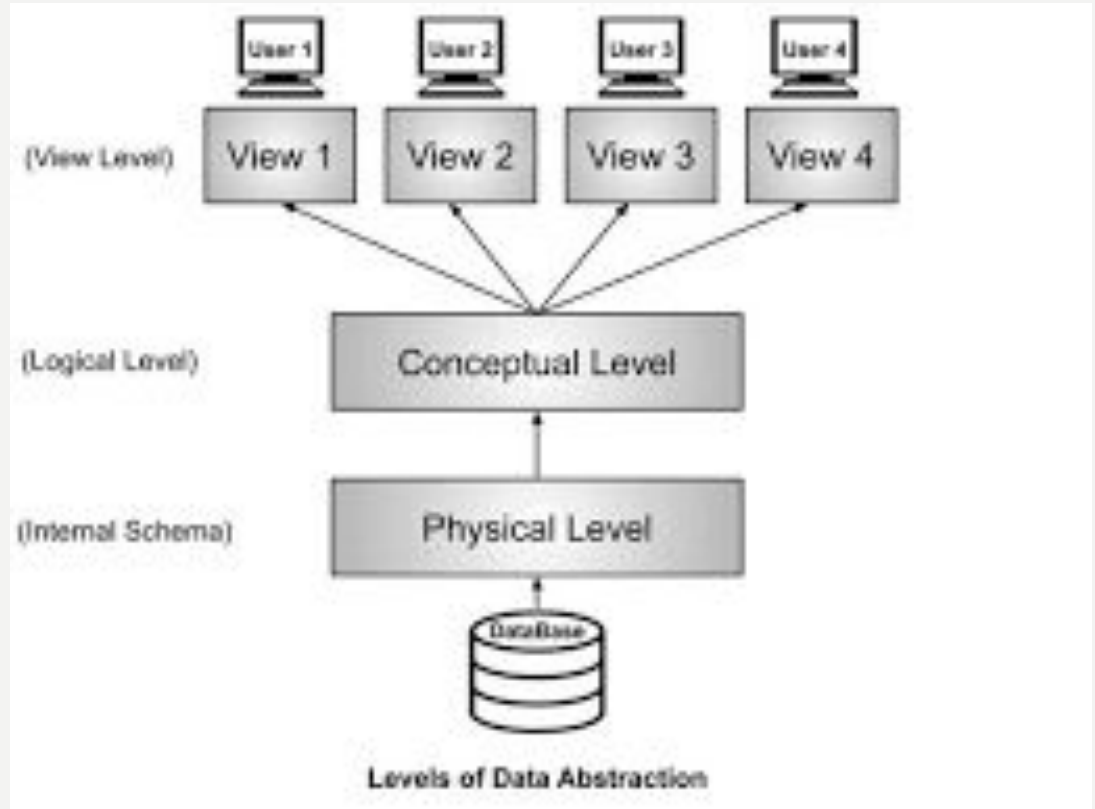 User 1 User 2 User 3 User 4
(View Level) View 1 View 2 View 3 View 4
(Logical Level) Conceptual Level
(Internal Schema) Physical Level
DataBase
Levels of Data Abstraction